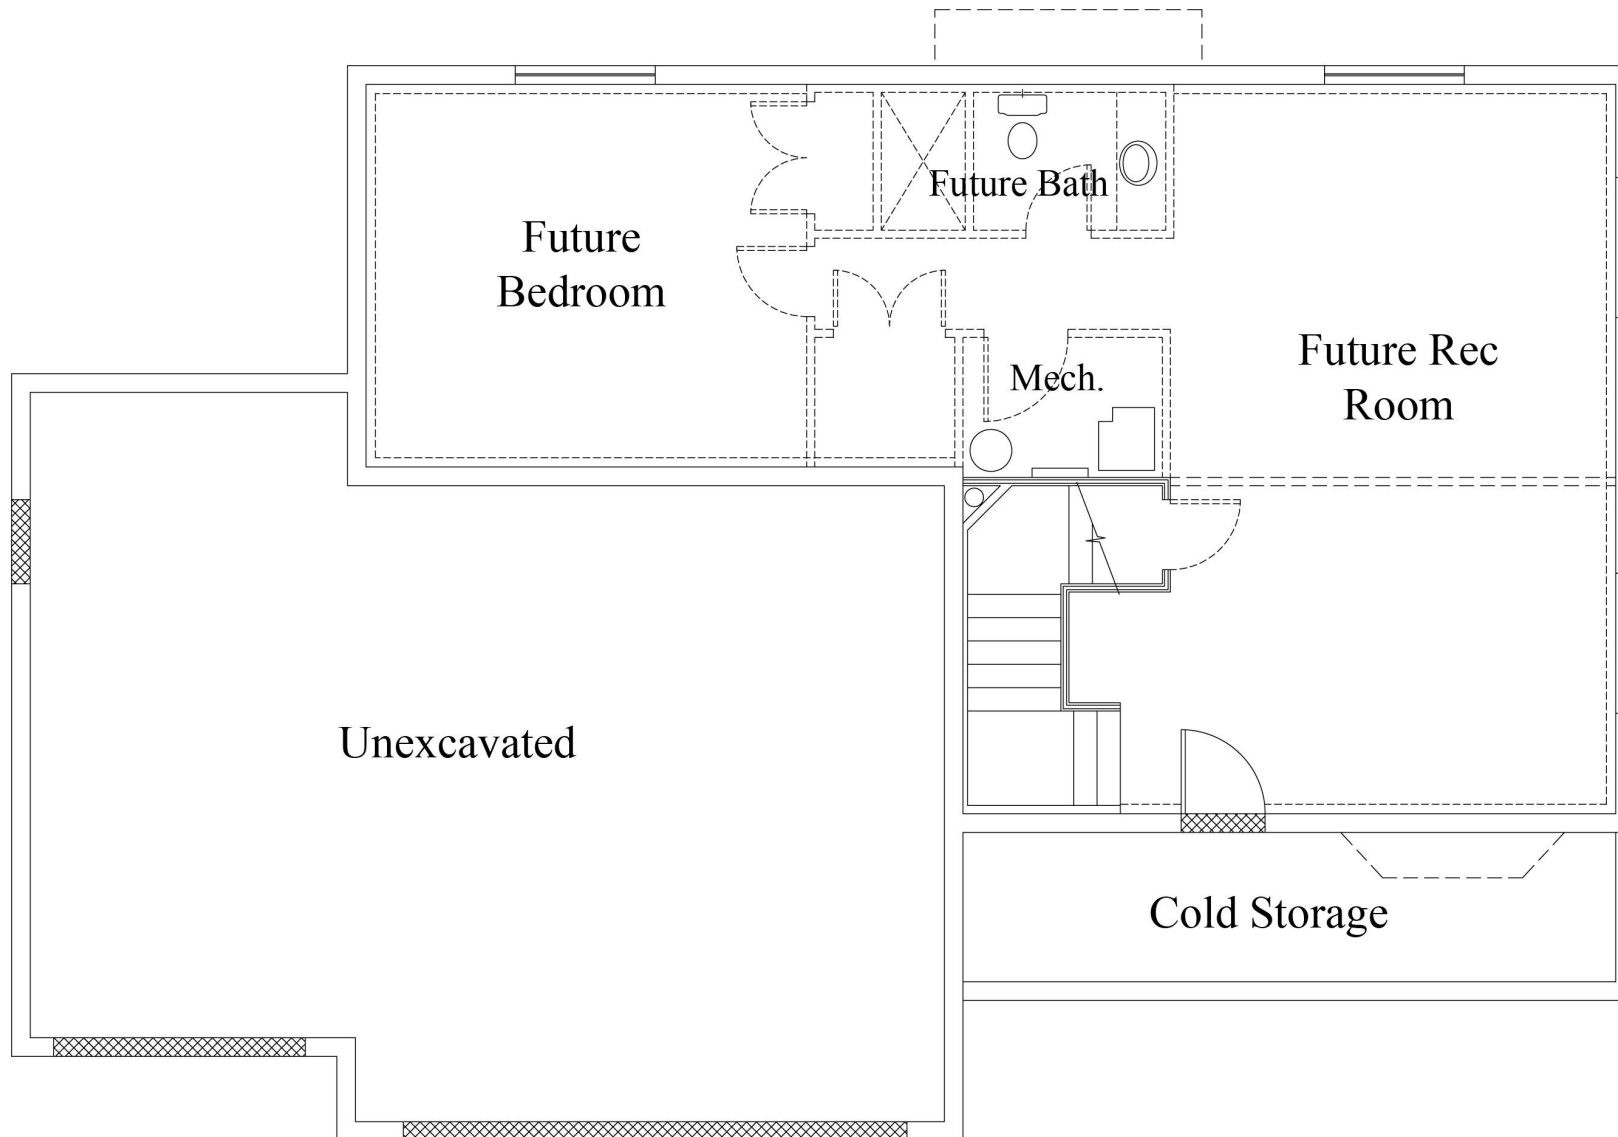 Future Bath
Future
Bedroom
Future Rec
Room
Mech.
Unexcavated
Cold Storage